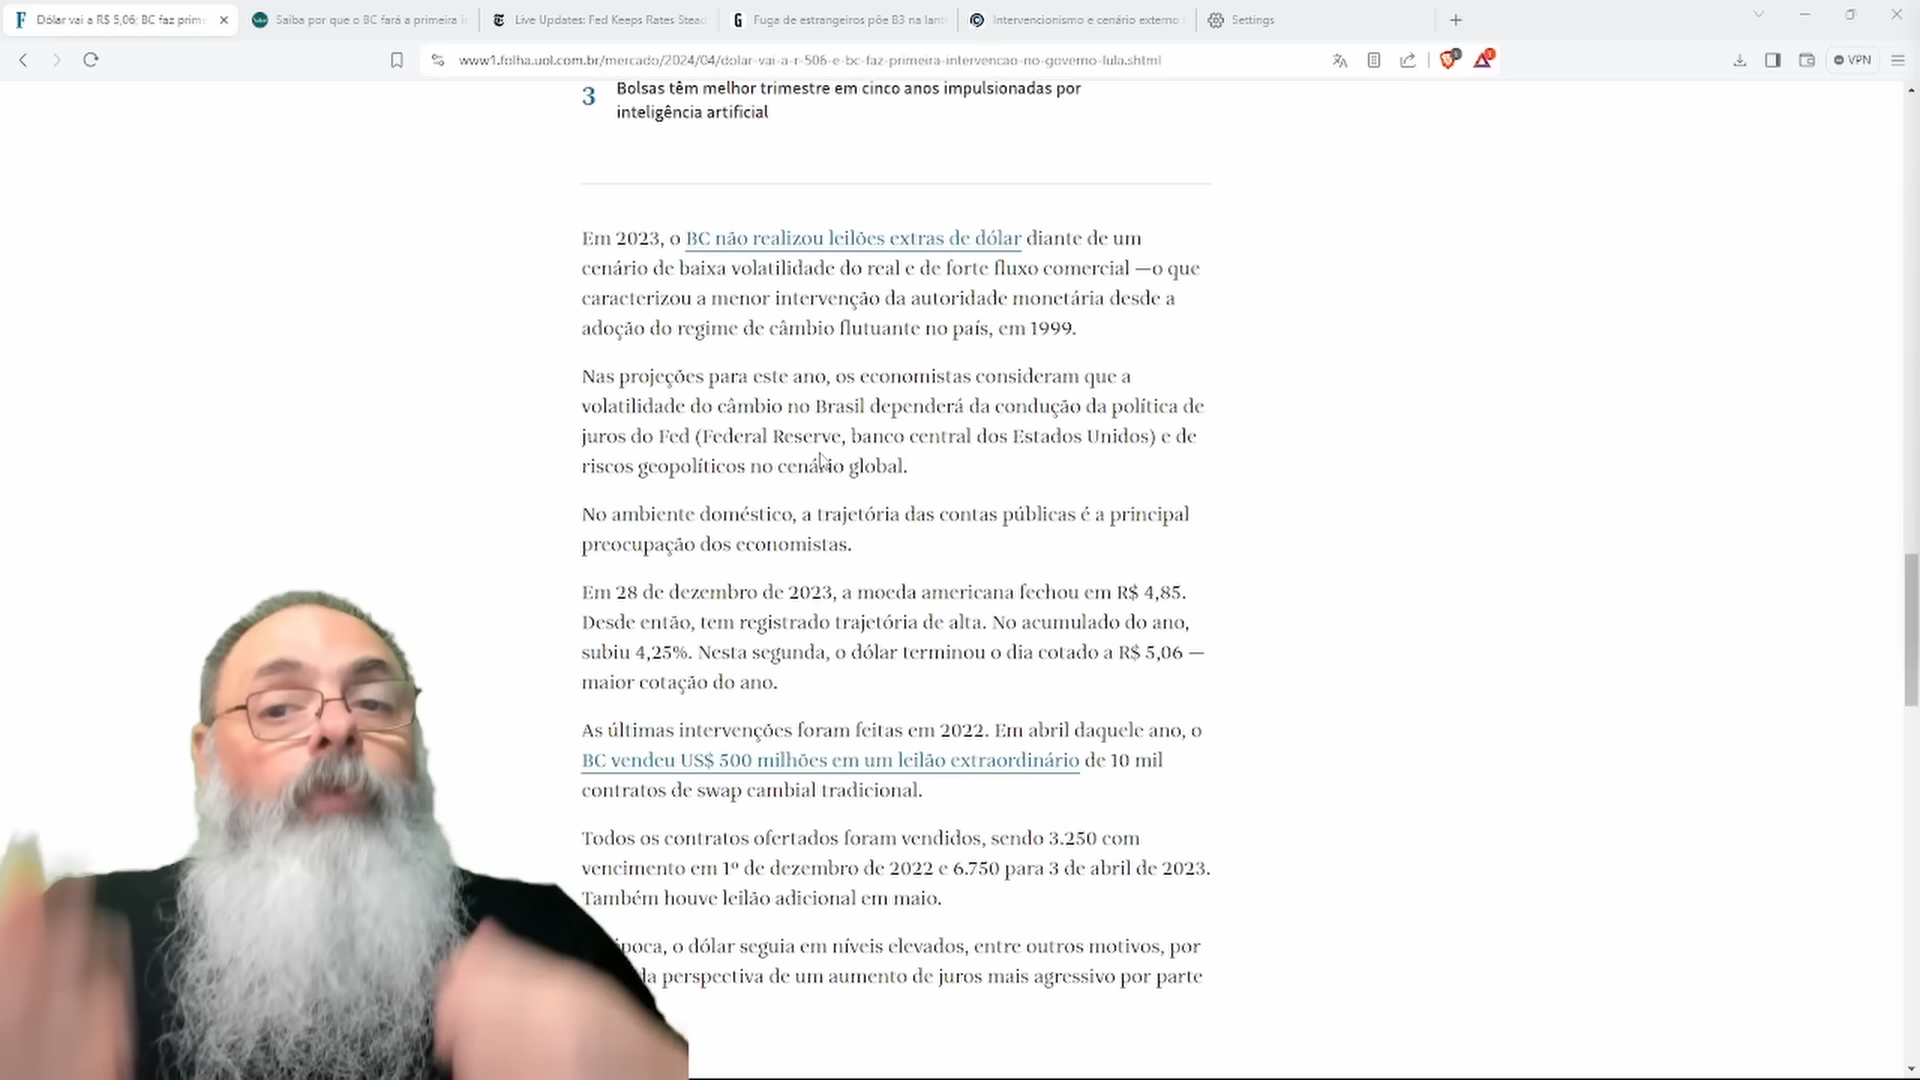 Dólar vai a R$ 5,06; BC faz prime
Saiba por que o BC fará a primeira in
Live Updates: Fed Keeps Rates Stead
Fuga de estrangeiros põe B3 na lant
Intervencionismo e cenário externo
Settings
www1.folha.uol.com.br/mercado/2024/04/dolar-vai-a-r-506-e-bc-faz-primeira-intervencao-no-governo-lula.shtml
VPN
3 Bolsas têm melhor trimestre em cinco anos impulsionadas por
inteligência artificial
Em 2023, o BC não realizou leilões extras de dólar diante de um
cenário de baixa volatilidade do real e de forte fluxo comercial —o que
caracterizou a menor intervenção da autoridade monetária desde a
adoção do regime de câmbio flutuante no país, em 1999.
Nas projeções para este ano, os economistas consideram que a
volatilidade do câmbio no Brasil dependerá da condução da política de
juros do Fed (Federal Reserve, banco central dos Estados Unidos) e de
riscos geopolíticos no cenário global.
No ambiente doméstico, a trajetória das contas públicas é a principal
preocupação dos economistas.
Em 28 de dezembro de 2023, a moeda americana fechou em R$ 4,85.
Desde então, tem registrado trajetória de alta. No acumulado do ano,
subiu 4,25%. Nesta segunda, o dólar terminou o dia cotado a R$ 5,06 —
maior cotação do ano.
As últimas intervenções foram feitas em 2022. Em abril daquele ano, o
BC vendeu US$ 500 milhões em um leilão extraordinário de 10 mil
contratos de swap cambial tradicional.
Todos os contratos ofertados foram vendidos, sendo 3.250 com
vencimento em 1º de dezembro de 2022 e 6.750 para 3 de abril de 2023.
Também houve leilão adicional em maio.
poca, o dólar seguia em níveis elevados, entre outros motivos, por
da perspectiva de um aumento de juros mais agressivo por parte